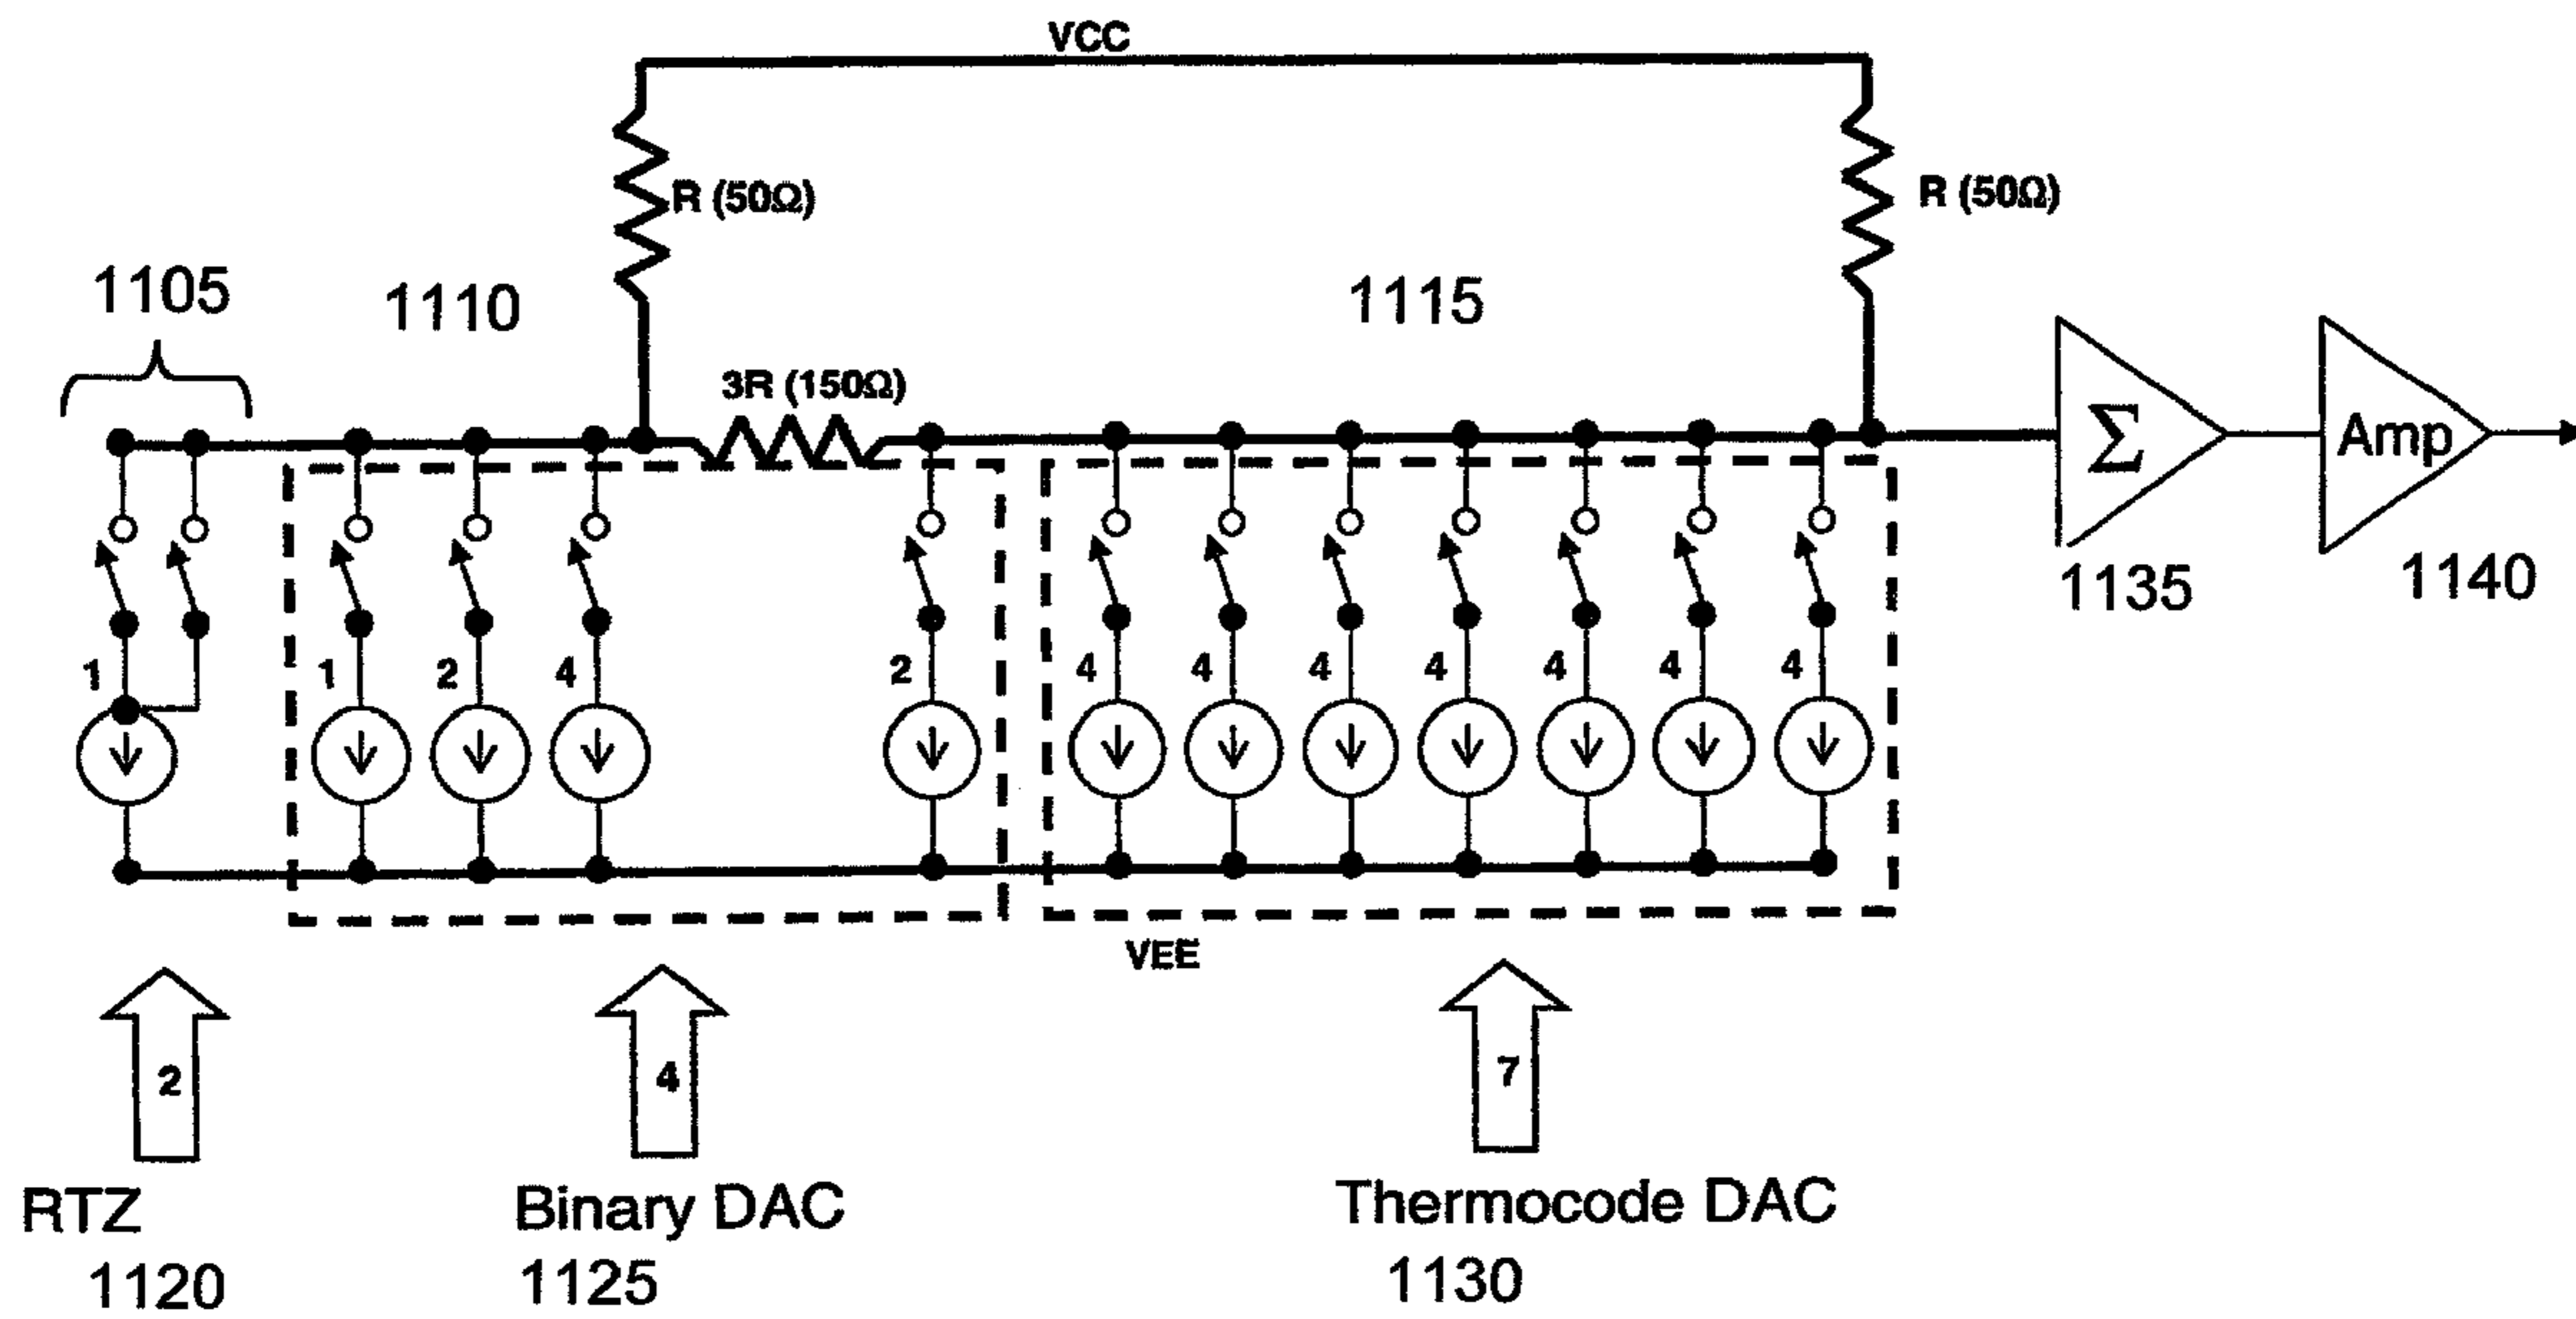 VCC
R (50Ω)
R (50Ω)
1105
1110
1115
3R (150Ω)
Σ
Amp
1135
1140
1
1
2
4
2
4
4
4
4
4
4
4
VEE
2
4
7
RTZ
Binary DAC
Thermocode DAC
1120
1125
1130